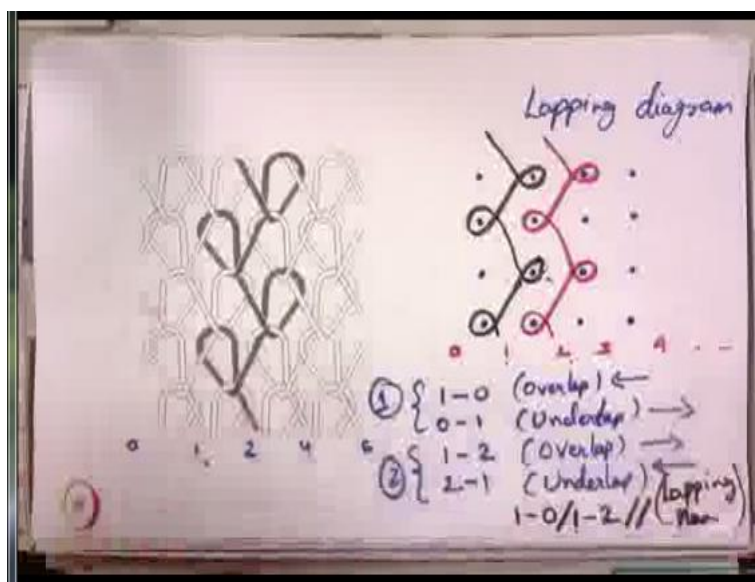 Lapping diagram
0 1 2 3 4 - -
0 1 2 4 6
① { 1-0 (Overlap) ←
0-1 (Underlap) →
② { 1-2 (Overlap) →
2-1 (Underlap) ←
1-0/1-2// (Lapping